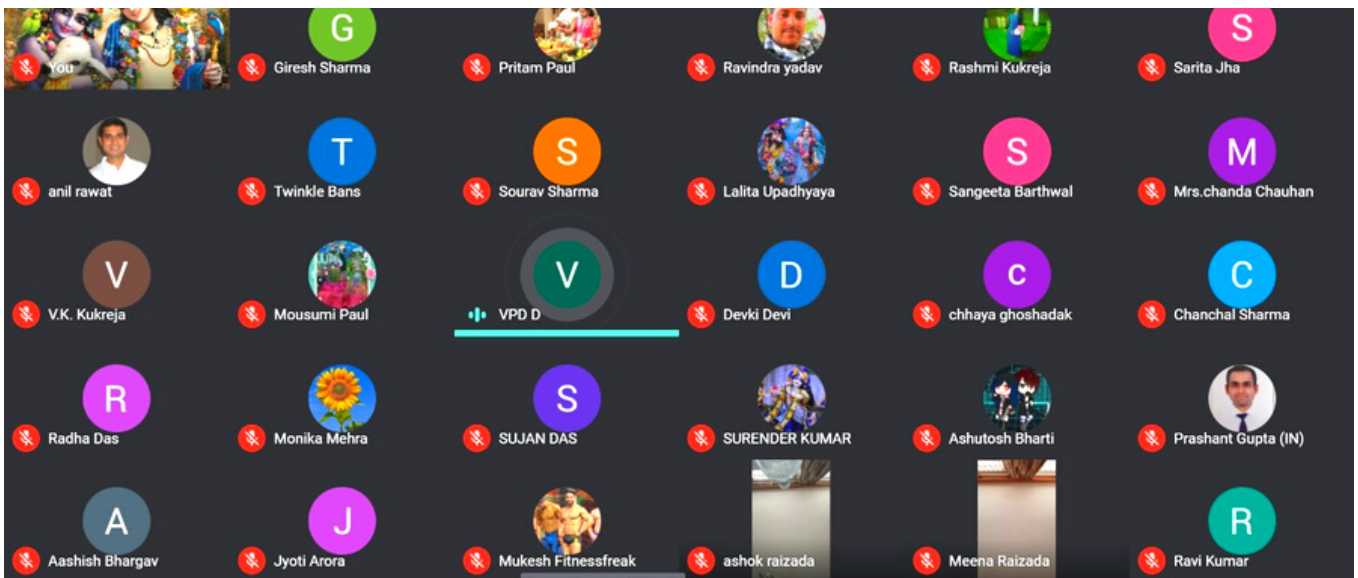 You
G
Giresh Sharma
Pritam Paul
Ravindra yadav
Rashmi Kukreja
S
Sarita Jha
anil rawat
T
Twinkle Bans
S
Sourav Sharma
Lalita Upadhyaya
S
Sangeeta Barthwal
M
Mrs.chanda Chauhan
V
V.K. Kukreja
Mousumi Paul
V
VPD D
D
Devki Devi
c
chhaya ghoshadak
C
Chanchal Sharma
R
Radha Das
Monika Mehra
S
SUJAN DAS
SURENDER KUMAR
Ashutosh Bharti
Prashant Gupta (IN)
A
Aashish Bhargav
J
Jyoti Arora
Mukesh Fitnessfreak
ashok raizada
Meena Raizada
R
Ravi Kumar